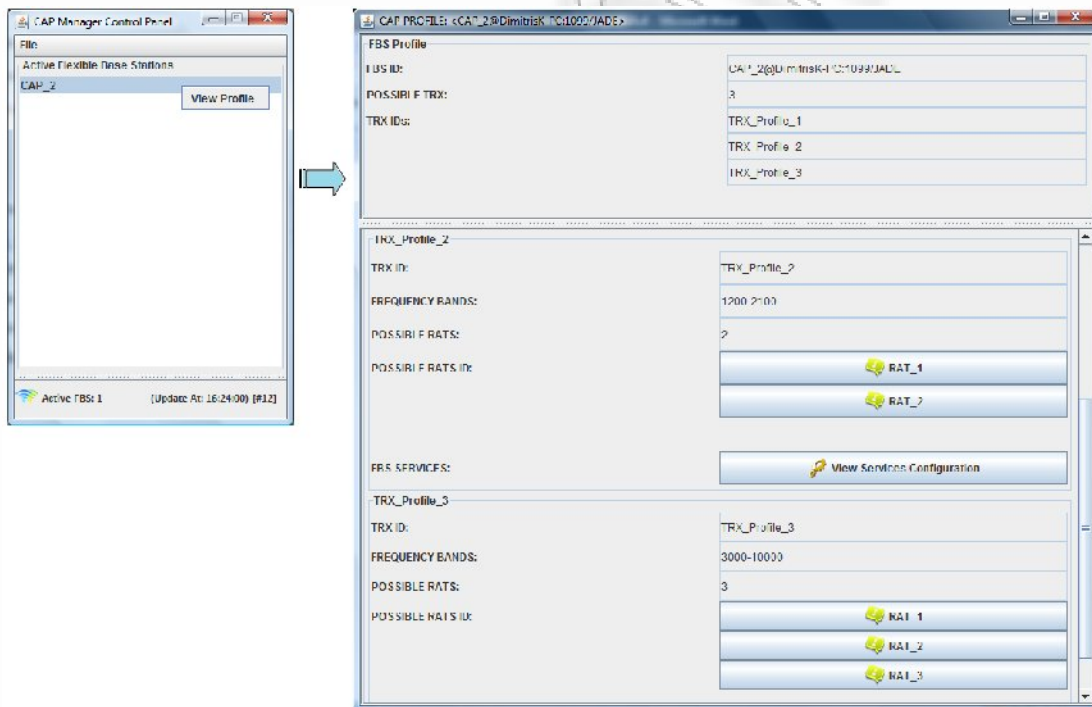 CAP Manager Control Panel
File
Active Flexible Base Stations
CAP_2
View Profile
Active FBS: 1 (Update At: 16:24:00) [#12]
CAP PROFILE: <CAP_2@DimitrisK-PC:1099/JADE>
FBS Profile
FBS ID: CAP_2@DimitrisK-PC:1099/JADE
POSSIBLE TRX: 3
TRX IDs: TRX_Profile_1
TRX_Profile_2
TRX_Profile_3
TRX_Profile_2
TRX ID: TRX_Profile_2
FREQUENCY BANDS: 1200-2100
POSSIBLE RATS: 2
POSSIBLE RATS ID: RAT_1
RAT_2
FBS SERVICES: View Services Configuration
TRX_Profile_3
TRX ID: TRX_Profile_3
FREQUENCY BANDS: 3000-10000
POSSIBLE RATS: 3
POSSIBLE RATS ID: RAT_1
RAT_2
RAT_3